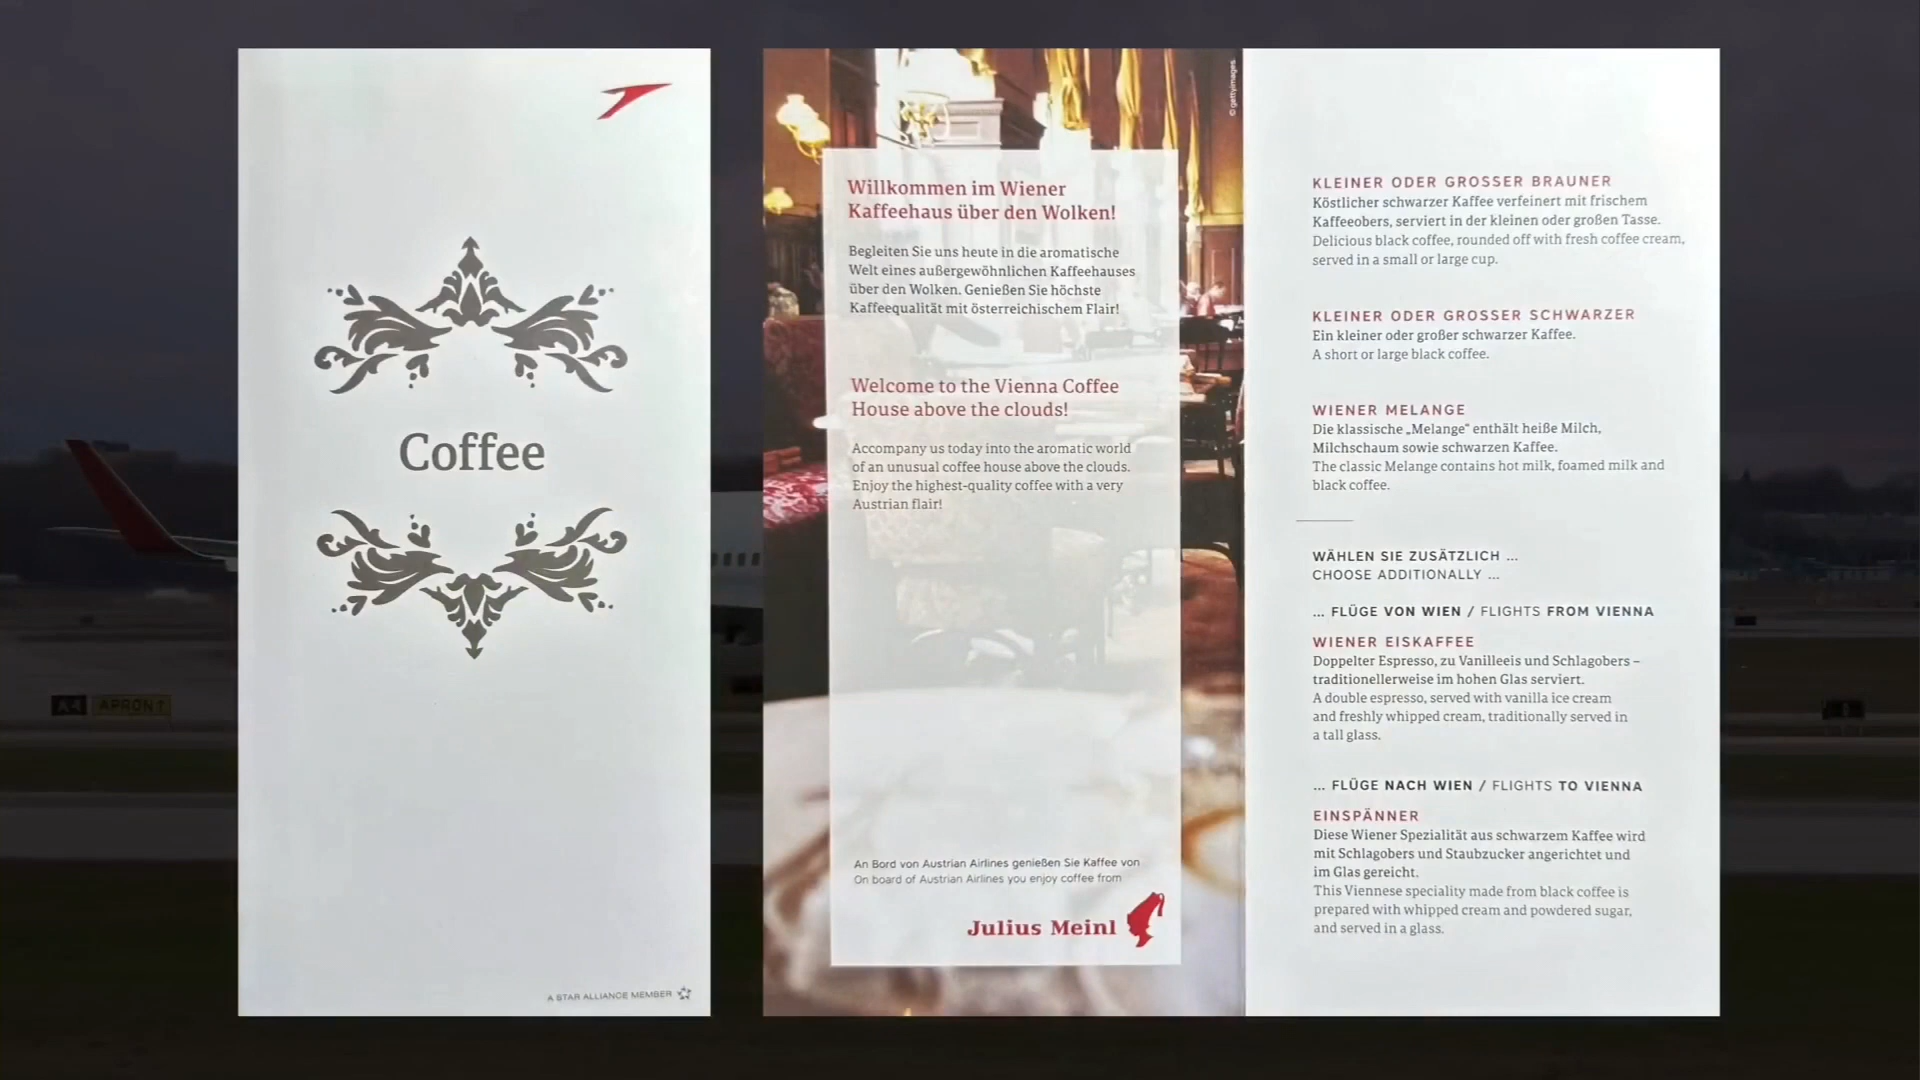 Coffee
A STAR ALLIANCE MEMBER
© gettyimages
Willkommen im Wiener
Kaffeehaus über den Wolken!
Begleiten Sie uns heute in die aromatische
Welt eines außergewöhnlichen Kaffeehauses
über den Wolken. Genießen Sie höchste
Kaffeequalität mit österreichischem Flair!
Welcome to the Vienna Coffee
House above the clouds!
Accompany us today into the aromatic world
of an unusual coffee house above the clouds.
Enjoy the highest-quality coffee with a very
Austrian flair!
An Bord von Austrian Airlines genießen Sie Kaffee von
On board of Austrian Airlines you enjoy coffee from
Julius Meinl
KLEINER ODER GROSSER BRAUNER
Köstlicher schwarzer Kaffee verfeinert mit frischem
Kaffeeobers, serviert in der kleinen oder großen Tasse.
Delicious black coffee, rounded off with fresh coffee cream,
served in a small or large cup.
KLEINER ODER GROSSER SCHWARZER
Ein kleiner oder großer schwarzer Kaffee.
A short or large black coffee.
WIENER MELANGE
Die klassische „Melange“ enthält heiße Milch,
Milchschaum sowie schwarzen Kaffee.
The classic Melange contains hot milk, foamed milk and
black coffee.
WÄHLEN SIE ZUSÄTZLICH ...
CHOOSE ADDITIONALLY ...
... FLÜGE VON WIEN / FLIGHTS FROM VIENNA
WIENER EISKAFFEE
Doppelter Espresso, zu Vanilleeis und Schlagobers –
traditionellerweise im hohen Glas serviert.
A double espresso, served with vanilla ice cream
and freshly whipped cream, traditionally served in
a tall glass.
... FLÜGE NACH WIEN / FLIGHTS TO VIENNA
EINSPÄNNER
Diese Wiener Spezialität aus schwarzem Kaffee wird
mit Schlagobers und Staubzucker angerichtet und
im Glas gereicht.
This Viennese speciality made from black coffee is
prepared with whipped cream and powdered sugar,
and served in a glass.
A4 APRON 1